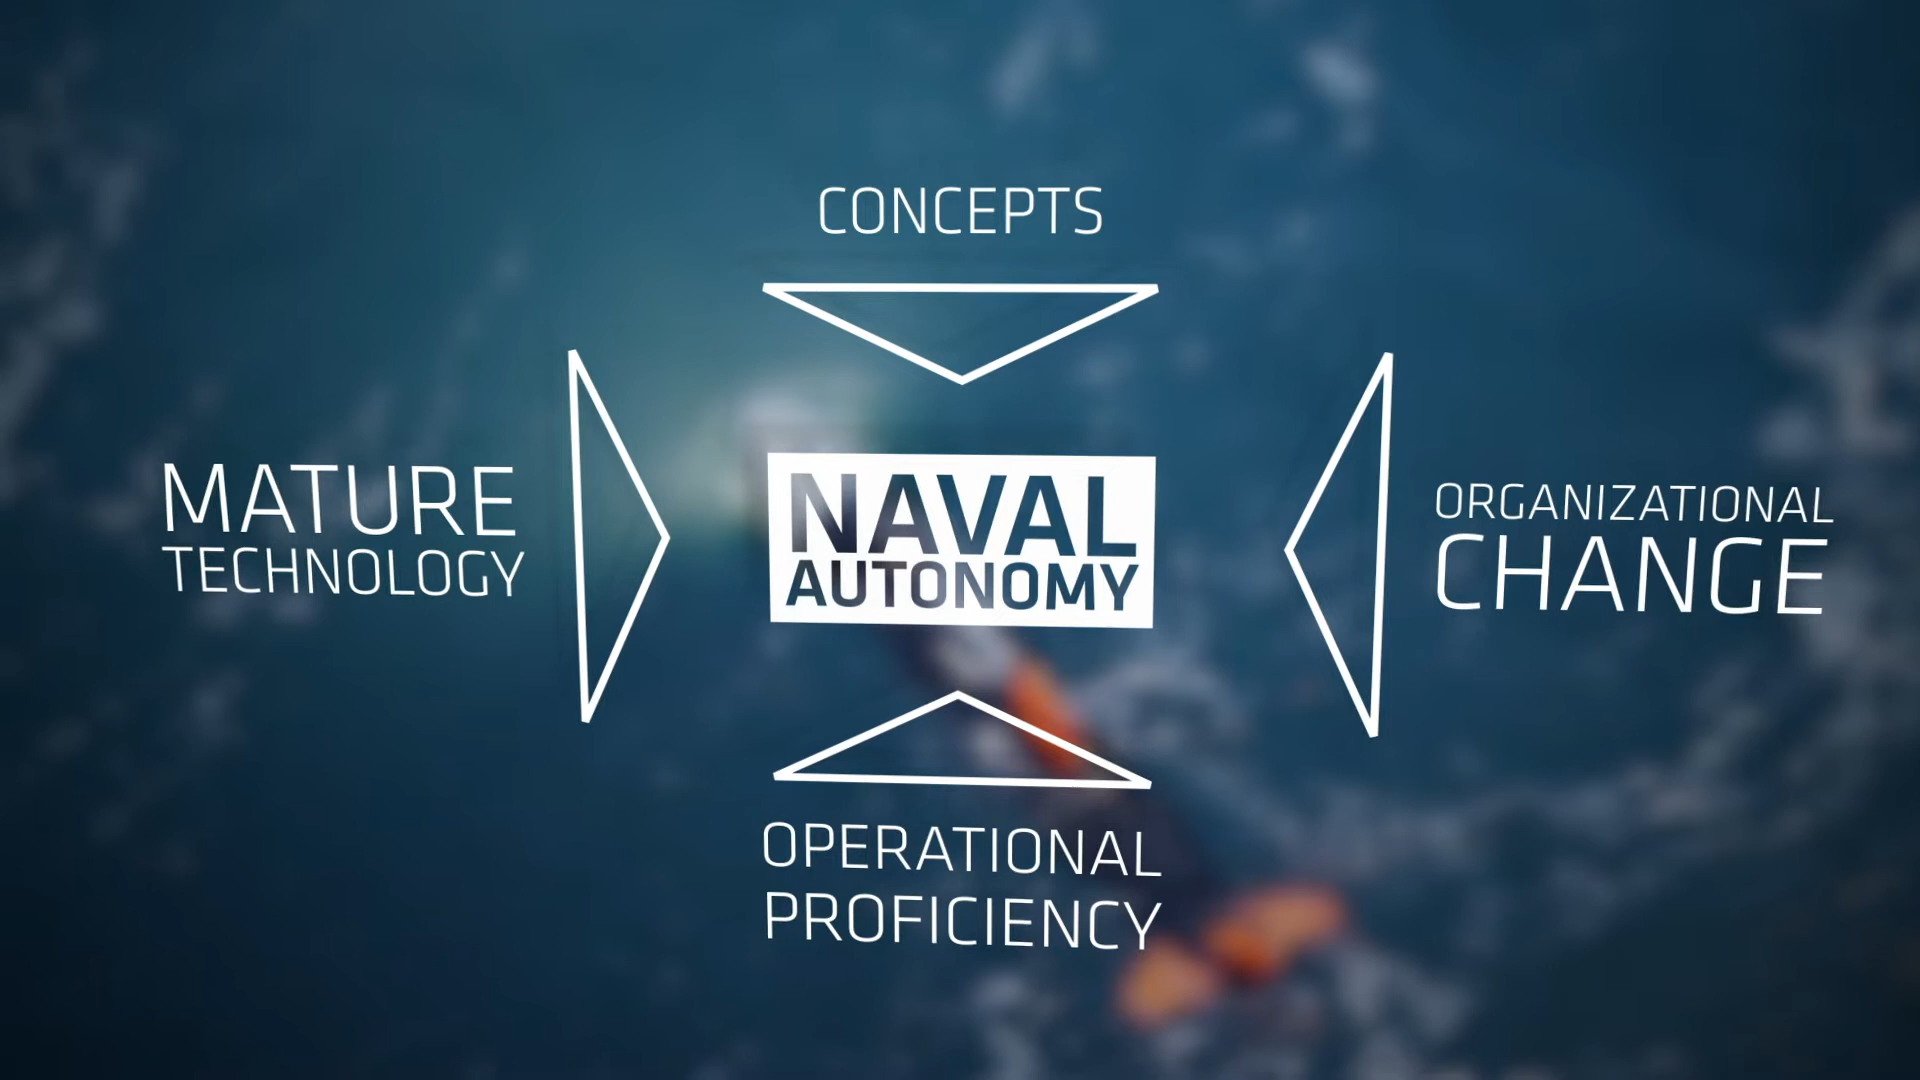 CONCEPTS
MATURE
TECHNOLOGY
NAVAL
AUTONOMY
ORGANIZATIONAL
CHANGE
OPERATIONAL
PROFICIENCY